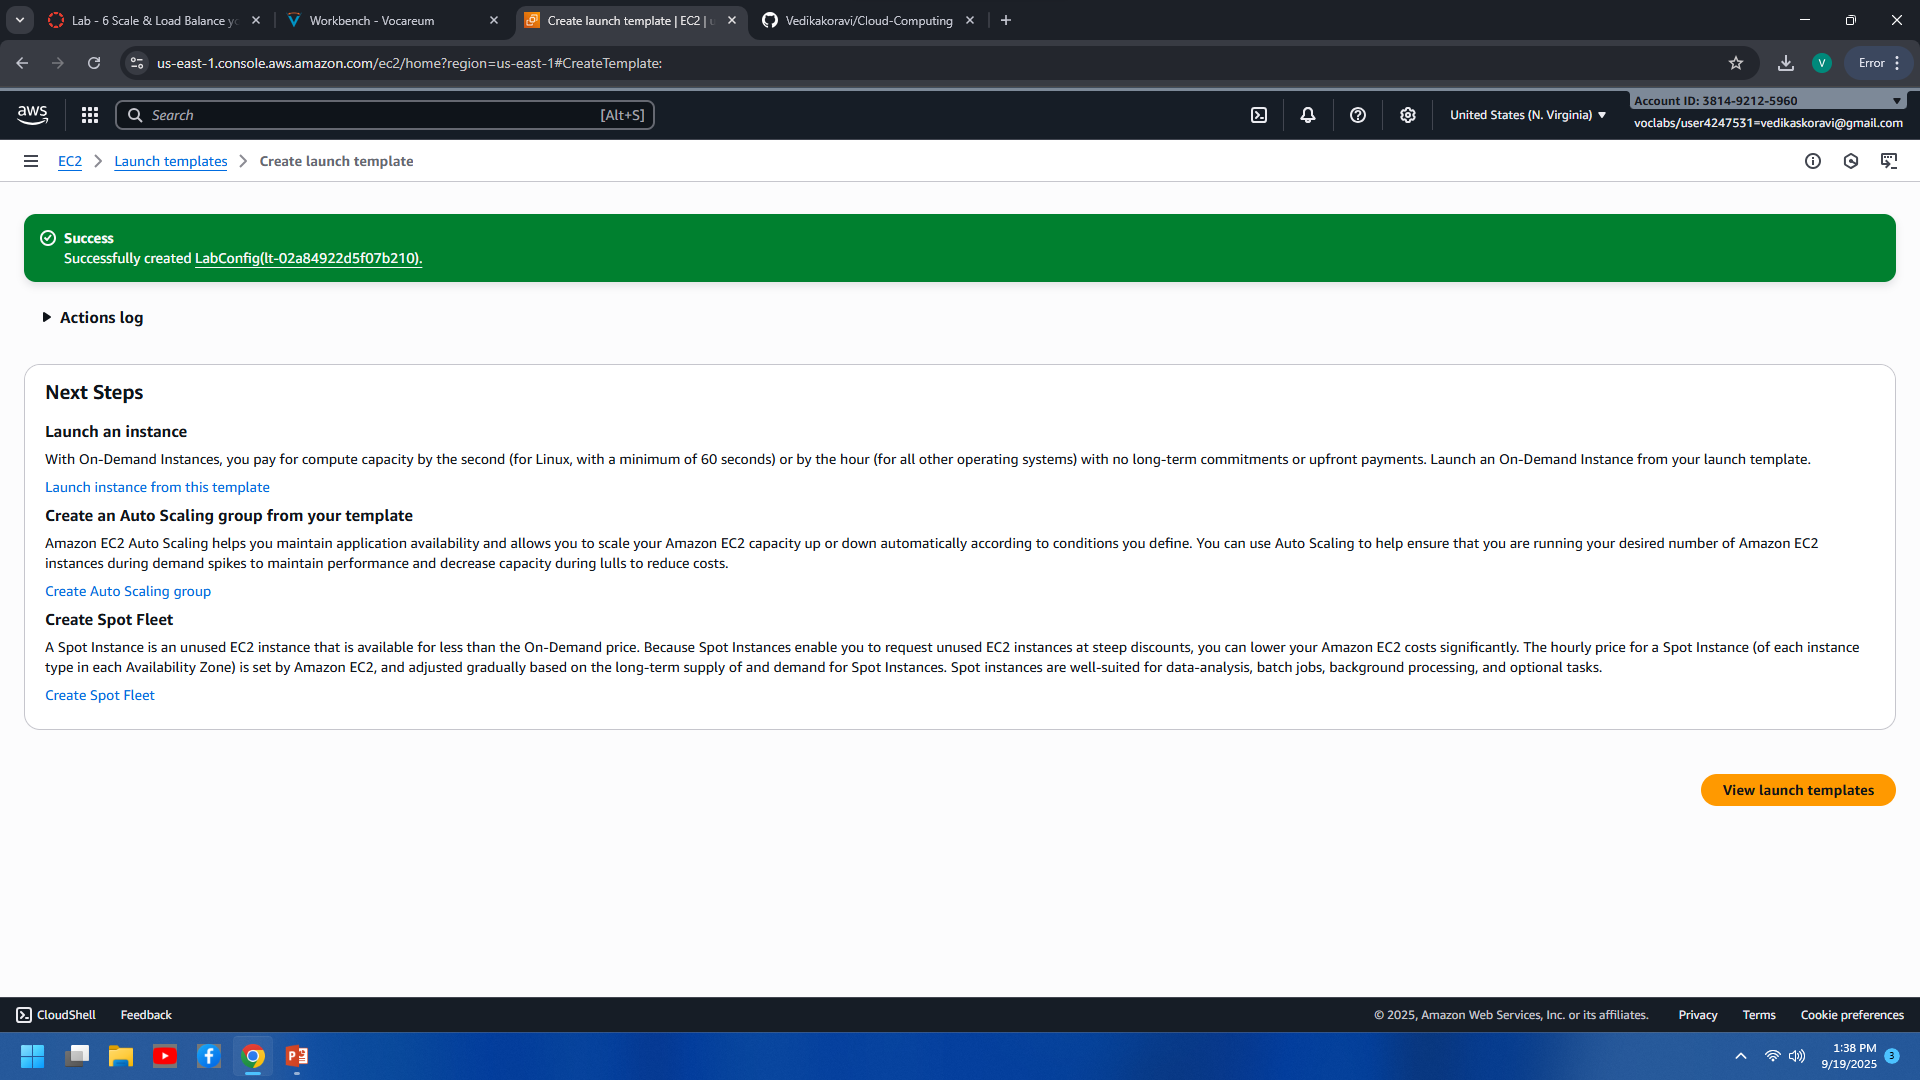 Lab - 6 Scale & Load Balance y
Workbench - Vocareum
Create launch template | EC2 | u
Vedikakoravi/Cloud-Computing
us-east-1.console.aws.amazon.com/ec2/home?region=us-east-1#CreateTemplate:
V
Error
aws
Search
[Alt+S]
United States (N. Virginia)
Account ID: 3814-9212-5960
voclabs/user4247531=vedikaskoravi@gmail.com
EC2
Launch templates
Create launch template
Success
Successfully created LabConfig(lt-02a84922d5f07b210).
Actions log
Next Steps
Launch an instance
With On-Demand Instances, you pay for compute capacity by the second (for Linux, with a minimum of 60 seconds) or by the hour (for all other operating systems) with no long-term commitments or upfront payments. Launch an On-Demand Instance from your launch template.
Launch instance from this template
Create an Auto Scaling group from your template
Amazon EC2 Auto Scaling helps you maintain application availability and allows you to scale your Amazon EC2 capacity up or down automatically according to conditions you define. You can use Auto Scaling to help ensure that you are running your desired number of Amazon EC2
instances during demand spikes to maintain performance and decrease capacity during lulls to reduce costs.
Create Auto Scaling group
Create Spot Fleet
A Spot Instance is an unused EC2 instance that is available for less than the On-Demand price. Because Spot Instances enable you to request unused EC2 instances at steep discounts, you can lower your Amazon EC2 costs significantly. The hourly price for a Spot Instance (of each instance
type in each Availability Zone) is set by Amazon EC2, and adjusted gradually based on the long-term supply of and demand for Spot Instances. Spot instances are well-suited for data-analysis, batch jobs, background processing, and optional tasks.
Create Spot Fleet
View launch templates
CloudShell
Feedback
© 2025, Amazon Web Services, Inc. or its affiliates.
Privacy
Terms
Cookie preferences
1:38 PM
9/19/2025
3